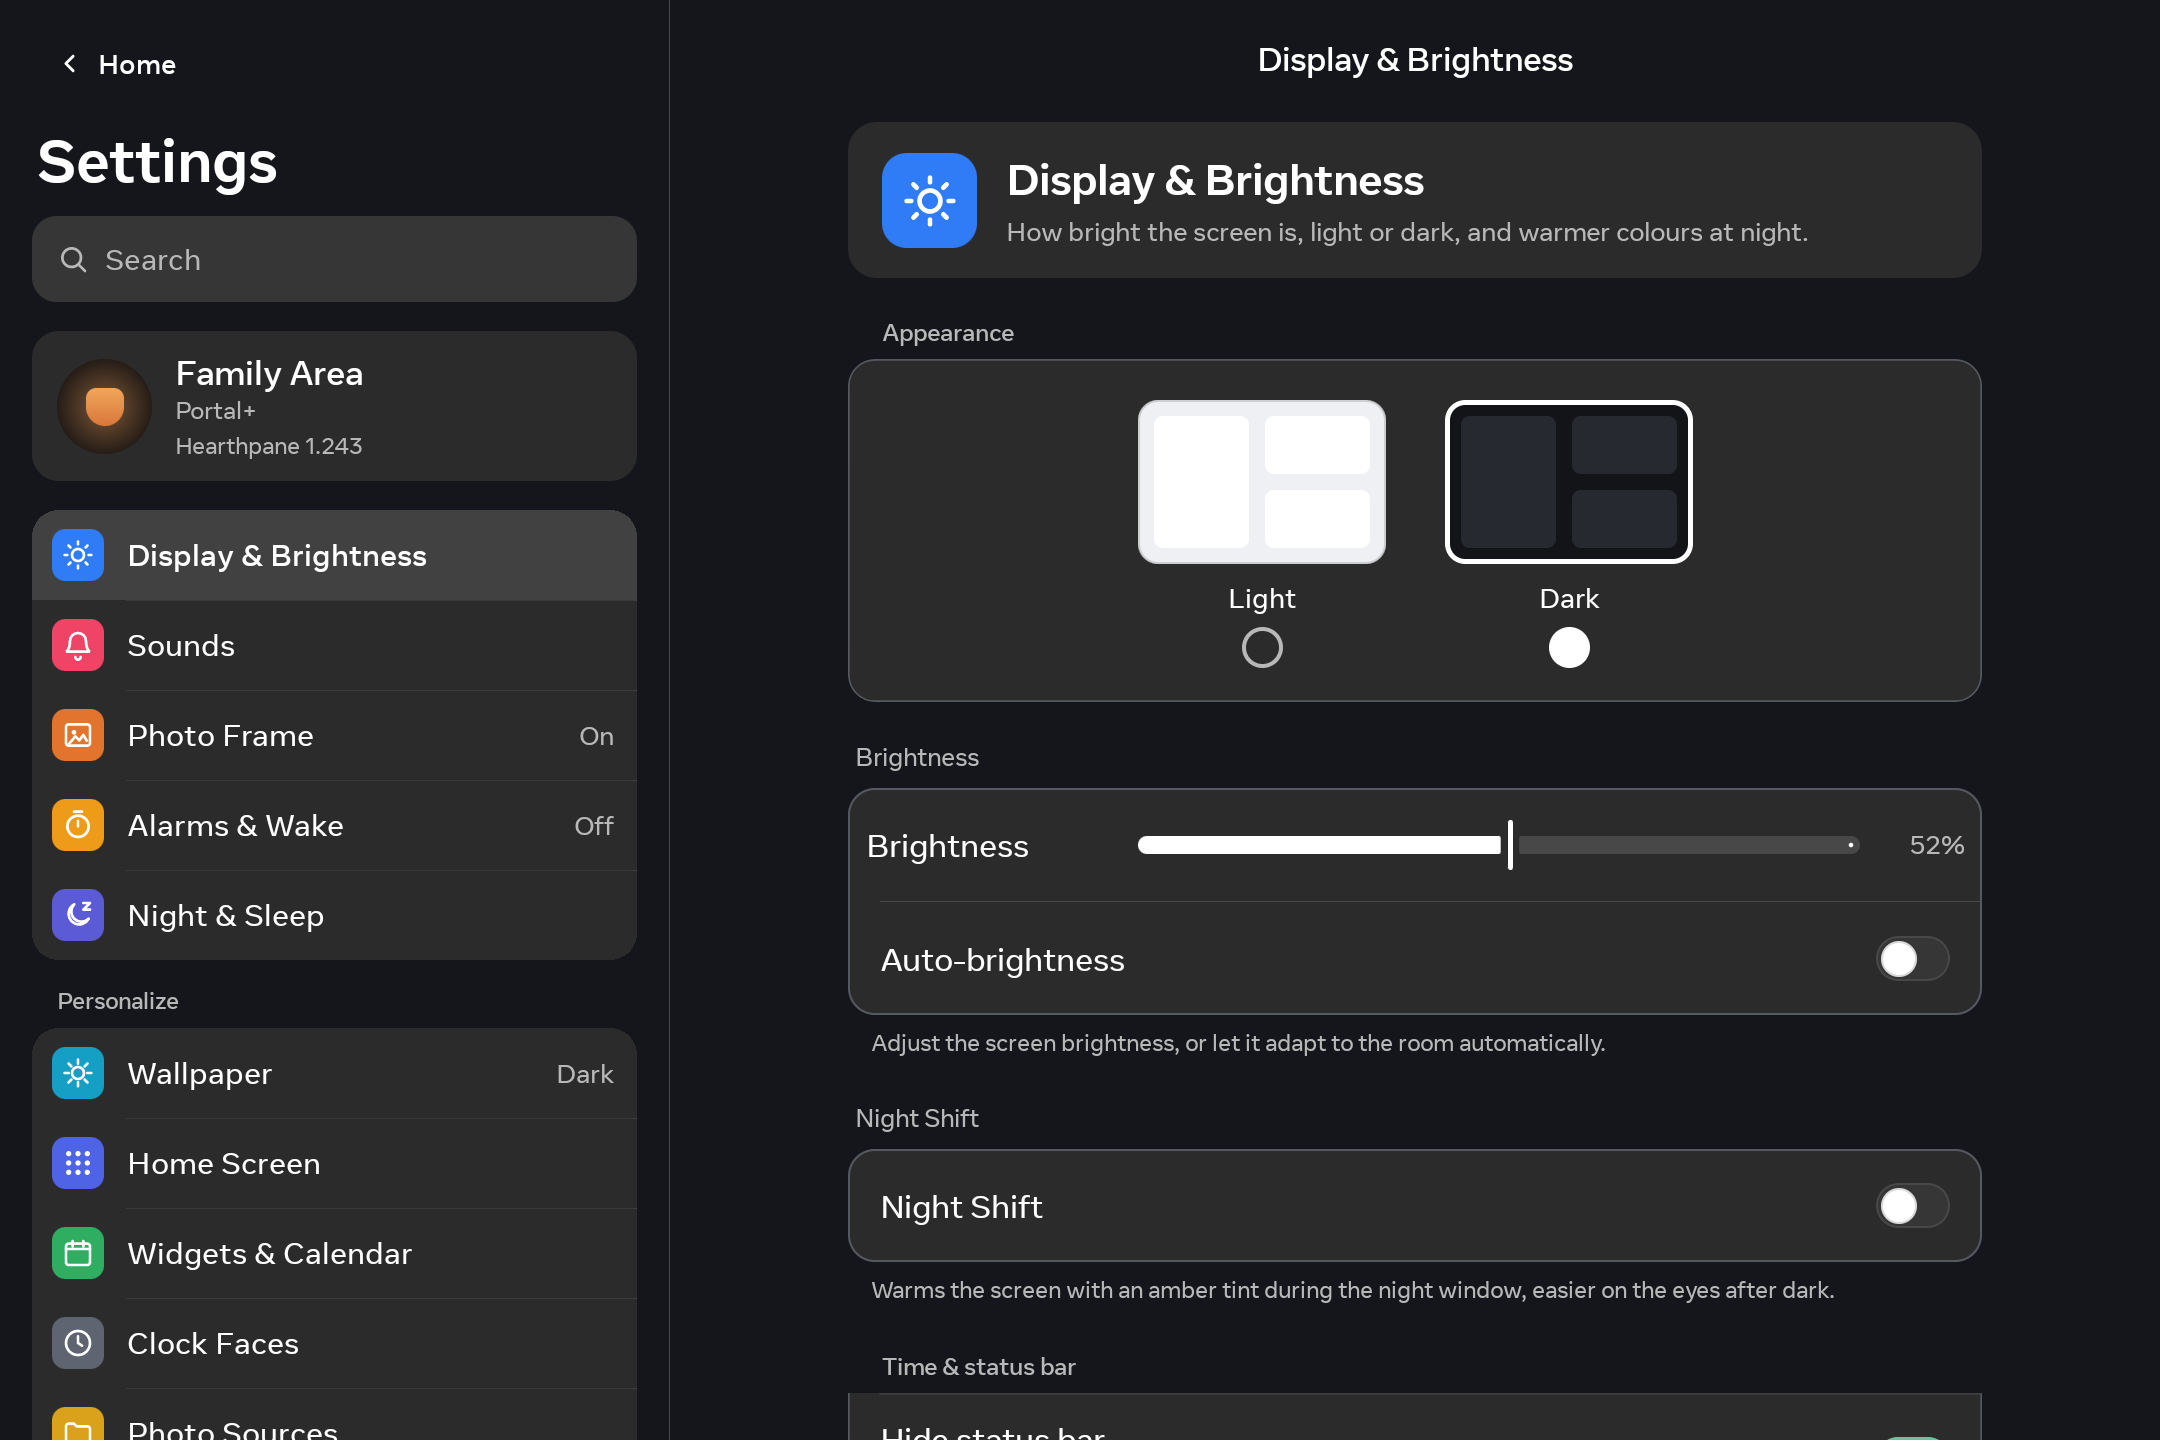 Home
Settings
Search
Family Area
Portal+
Hearthpane 1.243
Display & Brightness
Sounds
Photo Frame On
Alarms & Wake Off
Night & Sleep
Personalize
Wallpaper Dark
Home Screen
Widgets & Calendar
Clock Faces
Photo Sources
Display & Brightness
Display & Brightness
How bright the screen is, light or dark, and warmer colours at night.
Appearance
Light
Dark
Brightness
Brightness 52%
Auto-brightness
Adjust the screen brightness, or let it adapt to the room automatically.
Night Shift
Night Shift
Warms the screen with an amber tint during the night window, easier on the eyes after dark.
Time & status bar
Hide status bar